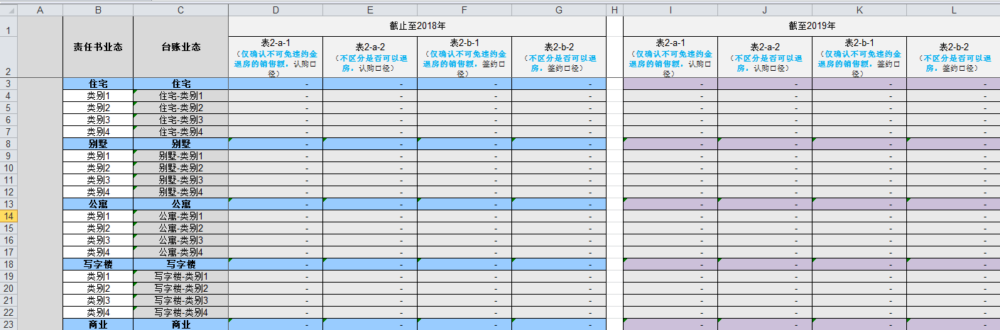 A B C D E F G H I J K L
1 责任书业态 台账业态 截止至2018年 截至2019年
2
表2-a-1
（仅确认不可免违约金
退房的销售额，认购口
径）
表2-a-2
（不区分是否可以退
房，认购口径）
表2-b-1
（仅确认不可免违约金
退房的销售额，签约口
径）
表2-b-2
（不区分是否可以退
房，签约口径）
表2-a-1
（仅确认不可免违约金
退房的销售额，认购口
径）
表2-a-2
（不区分是否可以退
房，认购口径）
表2-b-1
（仅确认不可免违约金
退房的销售额，签约口
径）
表2-b-2
（不区分是否可以退
房，签约口径）
3 住宅 住宅 - - - - - - - -
4 类别1 住宅-类别1 - - - - - - - -
5 类别2 住宅-类别2 - - - - - - - -
6 类别3 住宅-类别3 - - - - - - - -
7 类别4 住宅-类别4 - - - - - - - -
8 别墅 别墅 - - - - - - - -
9 类别1 别墅-类别1 - - - - - - - -
10 类别2 别墅-类别2 - - - - - - - -
11 类别3 别墅-类别3 - - - - - - - -
12 类别4 别墅-类别4 - - - - - - - -
13 公寓 公寓 - - - - - - - -
14 类别1 公寓-类别1 - - - - - - - -
15 类别2 公寓-类别2 - - - - - - - -
16 类别3 公寓-类别3 - - - - - - - -
17 类别4 公寓-类别4 - - - - - - - -
18 写字楼 写字楼 - - - - - - - -
19 类别1 写字楼-类别1 - - - - - - - -
20 类别2 写字楼-类别2 - - - - - - - -
21 类别3 写字楼-类别3 - - - - - - - -
22 类别4 写字楼-类别4 - - - - - - - -
23 商业 商业 - - - - - - - -